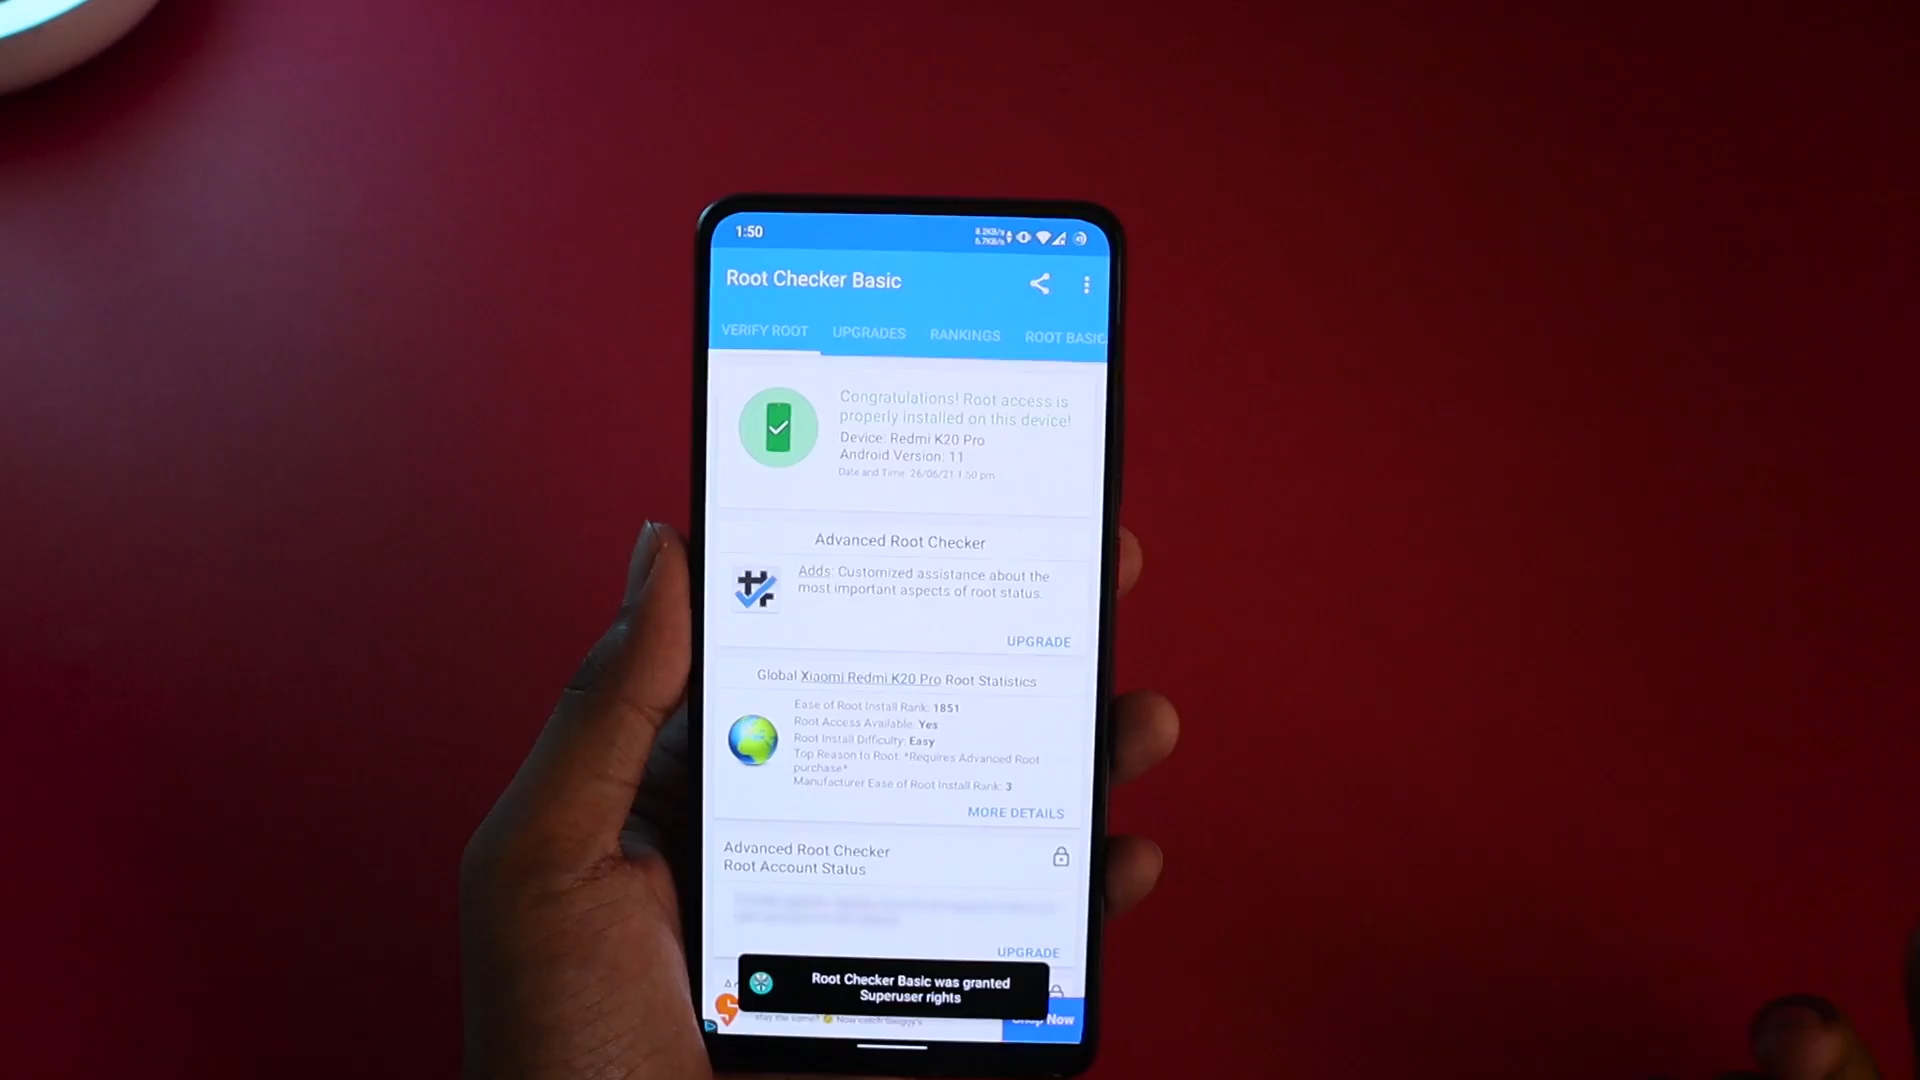 1:50
Root Checker Basic
VERIFY ROOT UPGRADES RANKINGS ROOT BASIC
Congratulations! Root access is
properly installed on this device!
Device: Redmi K20 Pro
Android Version: 11
Date and Time: 26/06/21 1:50 pm
Advanced Root Checker
Adds: Customized assistance about the
most important aspects of root status.
UPGRADE
Global Xiaomi Redmi K20 Pro Root Statistics
Ease of Root Install Rank: 1851
Root Access Available: Yes
Root Install Difficulty: Easy
Top Reason to Root: *Requires Advanced Root
purchase*
Manufacturer Ease of Root Install Rank: 3
MORE DETAILS
Advanced Root Checker
Root Account Status
UPGRADE
Root Checker Basic was granted
Superuser rights
Now